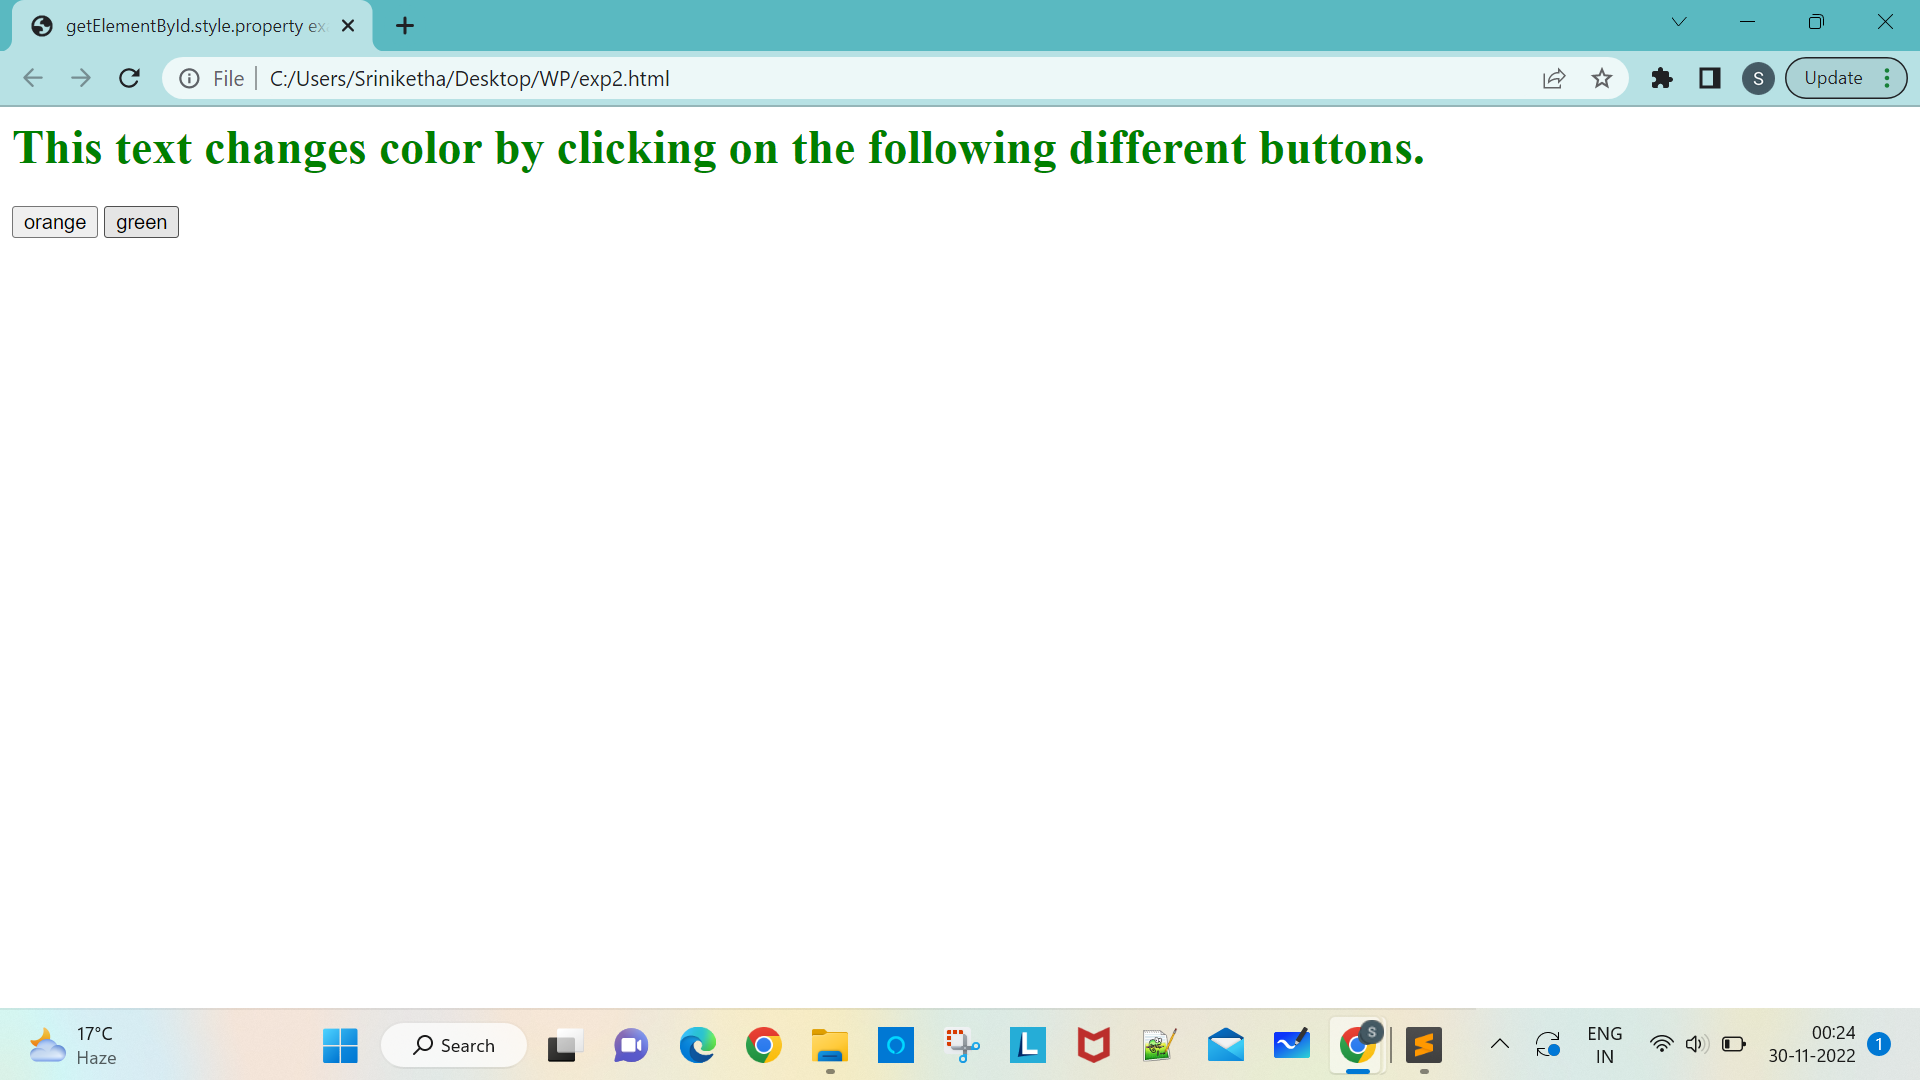 getElementById.style.property ex
File
C:/Users/Sriniketha/Desktop/WP/exp2.html
S
Update
This text changes color by clicking on the following different buttons.
orange green
17°C
Haze
Search
L
S
ENG
IN
00:24
30-11-2022
1